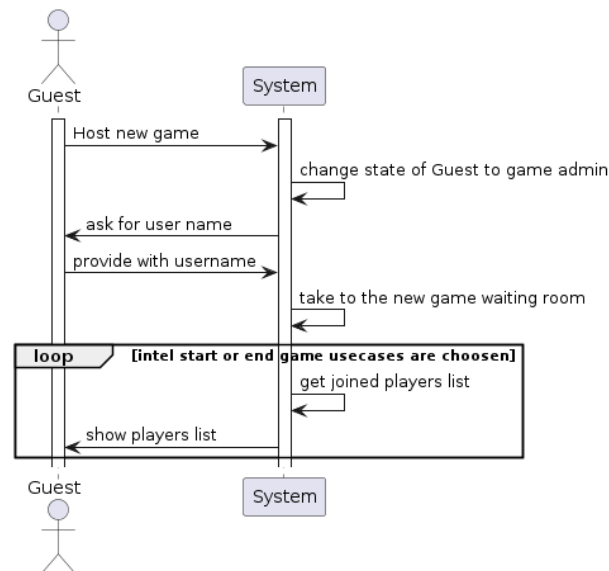 Guest
System
Host new game
change state of Guest to game admin
ask for user name
provide with username
take to the new game waiting room
loop [intel start or end game usecases are choosen]
get joined players list
show players list
Guest
System